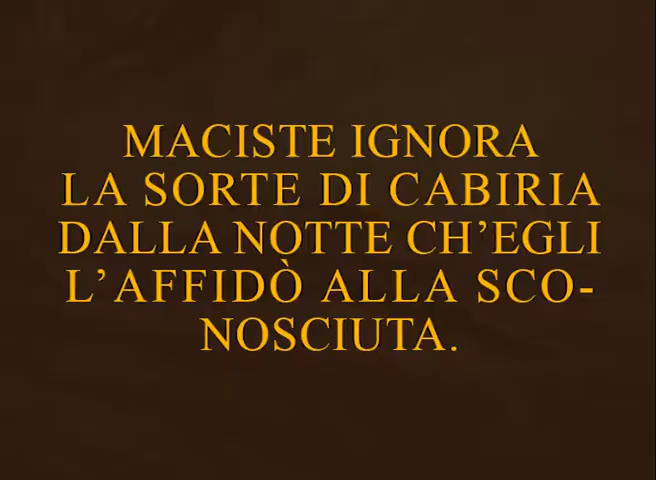 MACISTE IGNORA
LA SORTE DI CABIRIA
DALLA NOTTE CH’EGLI
L’AFFIDÒ ALLA SCO-
NOSCIUTA.